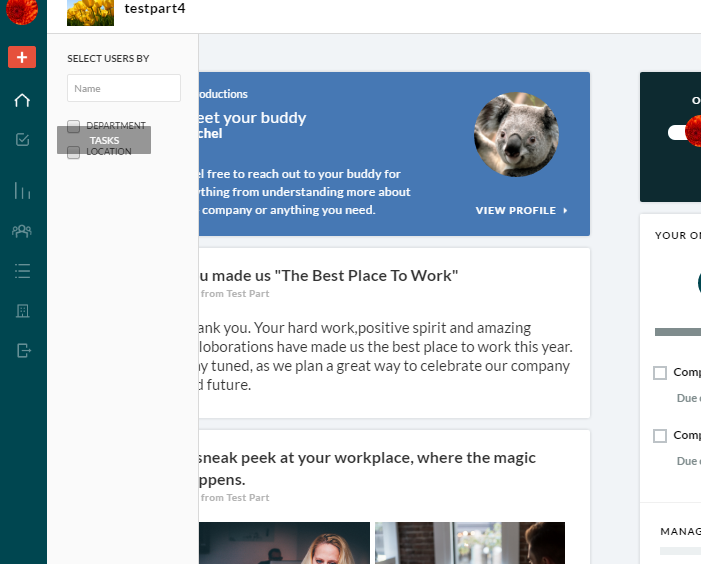 testpart4
SELECT USERS BY
Name
DEPARTMENT
TASKS
LOCATION
oductions
eet your buddy
chel
el free to reach out to your buddy for
ything from understanding more about
company or anything you need.
VIEW PROFILE
u made us "The Best Place To Work"
from Test Part
ank you. Your hard work,positive spirit and amazing
lloborations have made us the best place to work this year.
ay tuned, as we plan a great way to celebrate our company
d future.
sneak peek at your workplace, where the magic
ppens.
from Test Part
O
YOUR O
Comp
Due
Comp
Due
MANAG